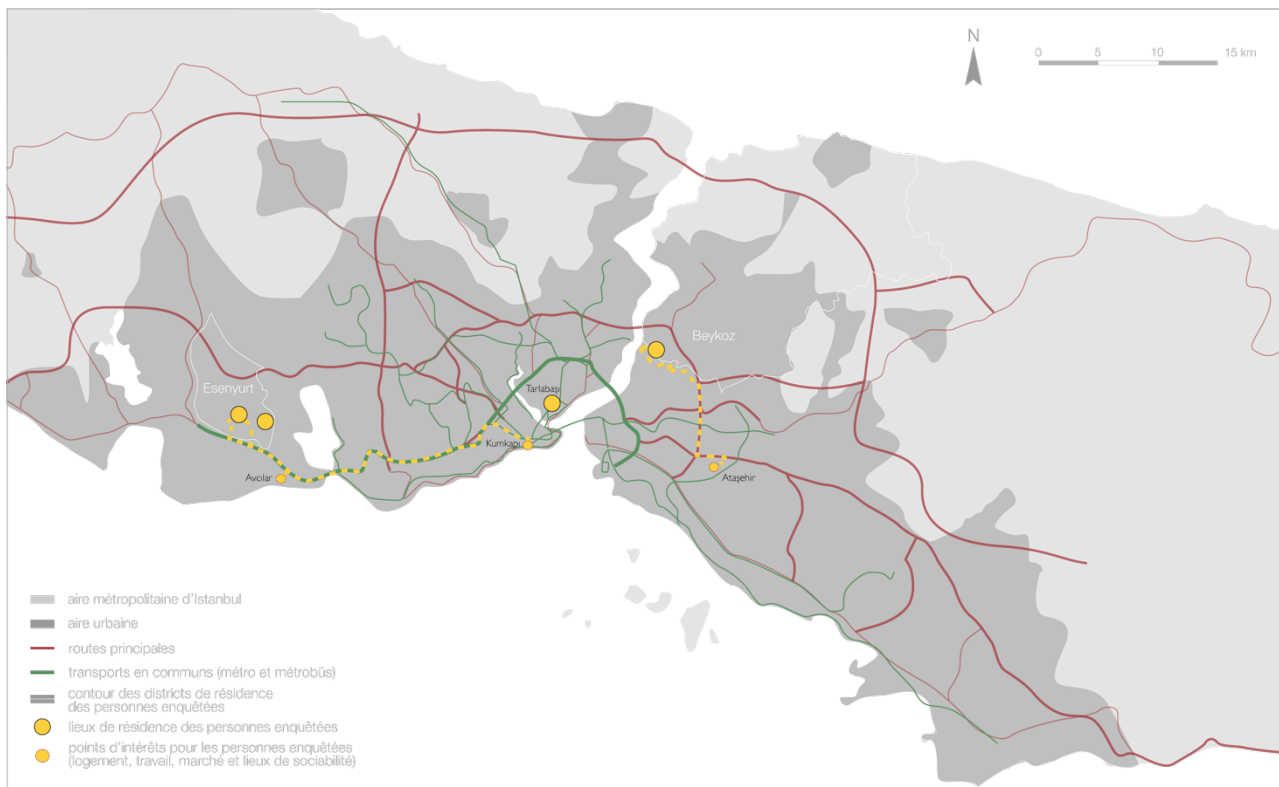 N
0 5 10 15 km
Beykoz
Esenyurt
Tarlabaşı
Kumkapı
Avcılar
Ataşehir
aire métropolitaine d'Istanbul
aire urbaine
routes principales
transports en communs (métro et métrobüs)
contour des districts de résidence
des personnes enquêtées
lieux de résidence des personnes enquêtées
points d'intérêts pour les personnes enquêtées
(logement, travail, marché et lieux de sociabilité)